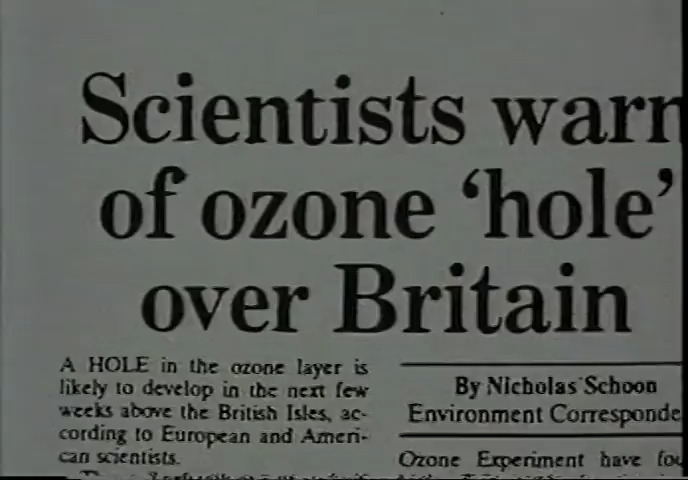 Scientists warn
of ozone ‘hole’
over Britain
A HOLE in the ozone layer is
likely to develop in the next few
weeks above the British Isles, ac-
cording to European and Ameri-
can scientists.
By Nicholas Schoon
Environment Corresponde
Ozone Experiment have fou